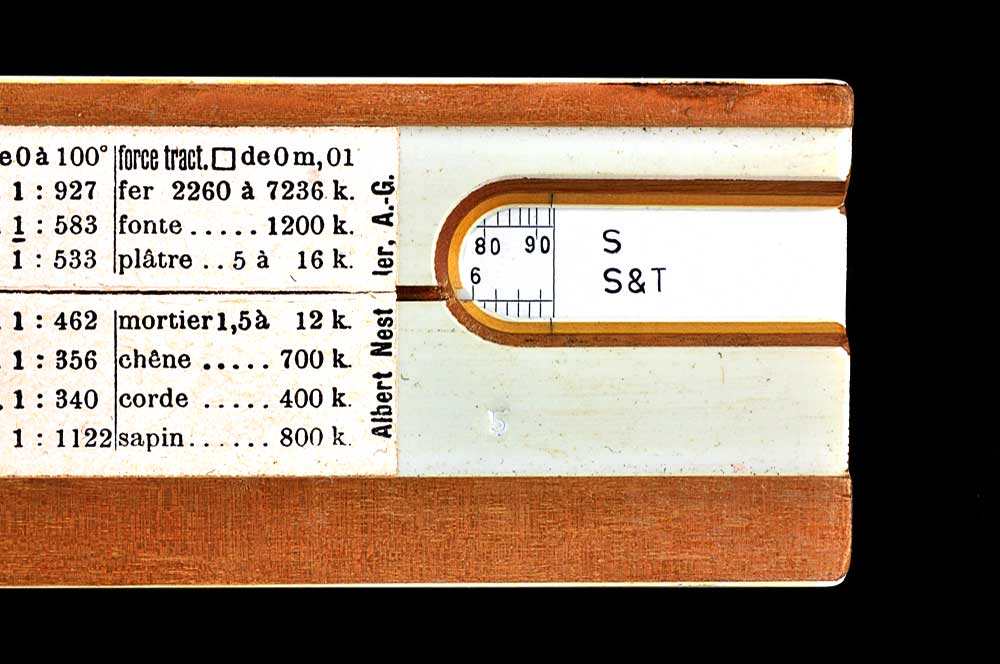 e 0 à 100° force tract. □ de 0 m, 01
1 : 927 fer 2260 à 7236 k.
1 : 583 fonte ..... 1200 k.
1 : 533 plâtre .. 5 à 16 k.
1 : 462 mortier 1,5 à 12 k.
1 : 356 chêne ..... 700 k.
1 : 340 corde ..... 400 k.
1 : 1122 sapin...... 800 k.
Albert Nest ler, A.-G.
80 90 S
6 S&T